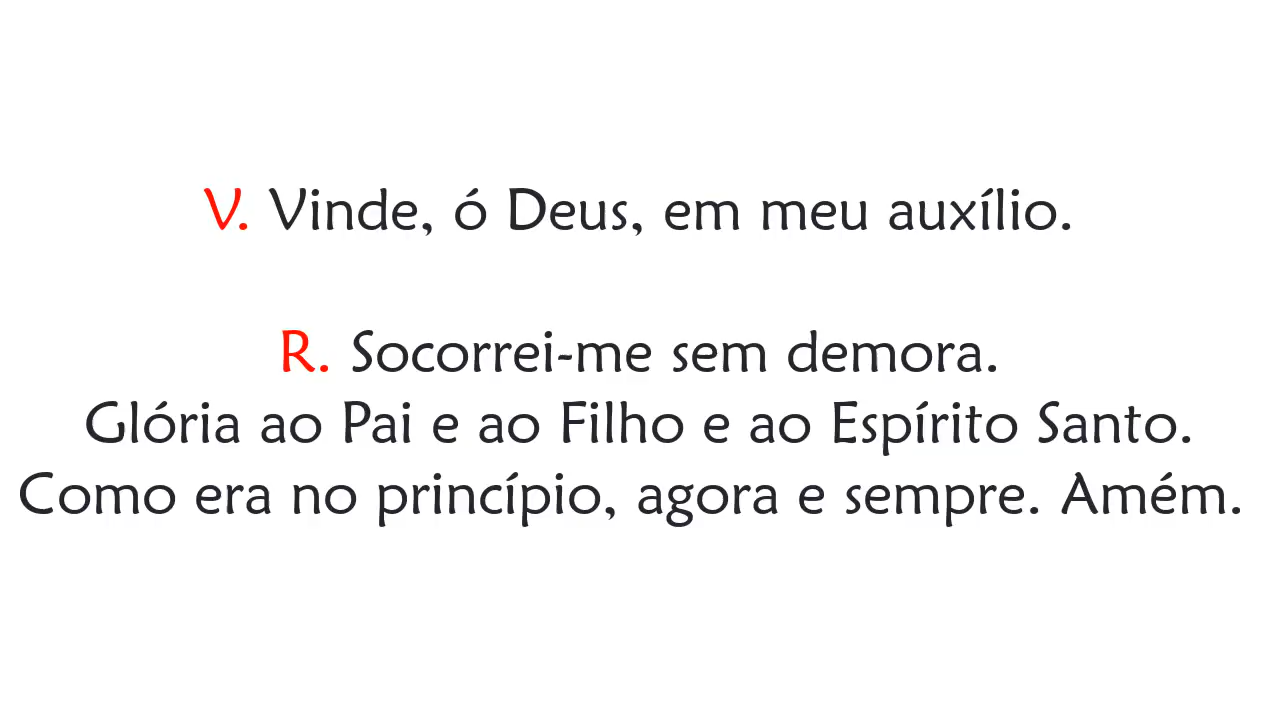 V. Vinde, ó Deus, em meu auxílio.
R. Socorrei-me sem demora.
Glória ao Pai e ao Filho e ao Espírito Santo.
Como era no princípio, agora e sempre. Amém.